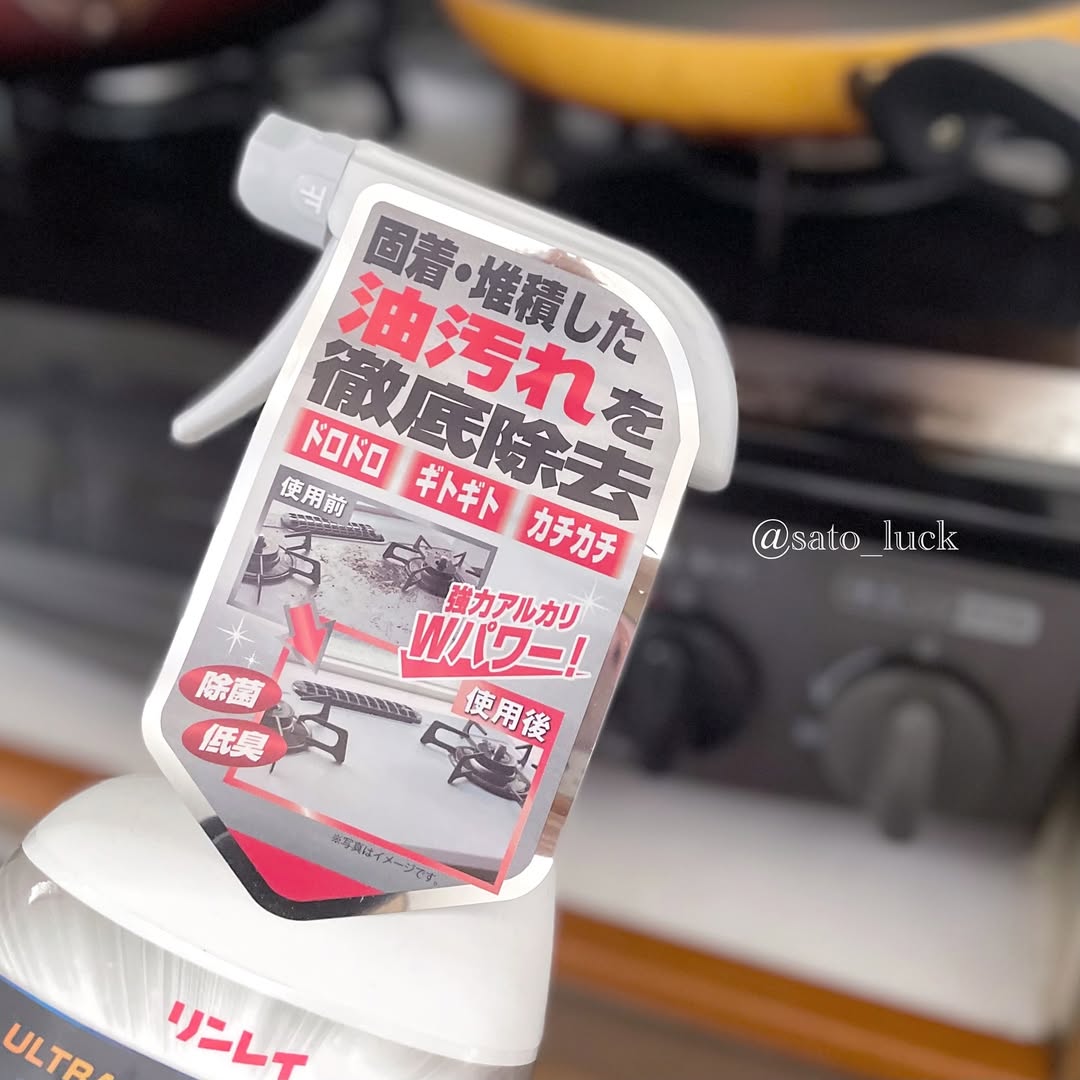 固着・堆積した
油汚れを
徹底除去
ドロドロ ギトギト カチカチ
使用前
強力アルカリ
Wパワー!
除菌
低臭
使用後
※写真はイメージです。
@sato_luck
リンレイ
ULTRA